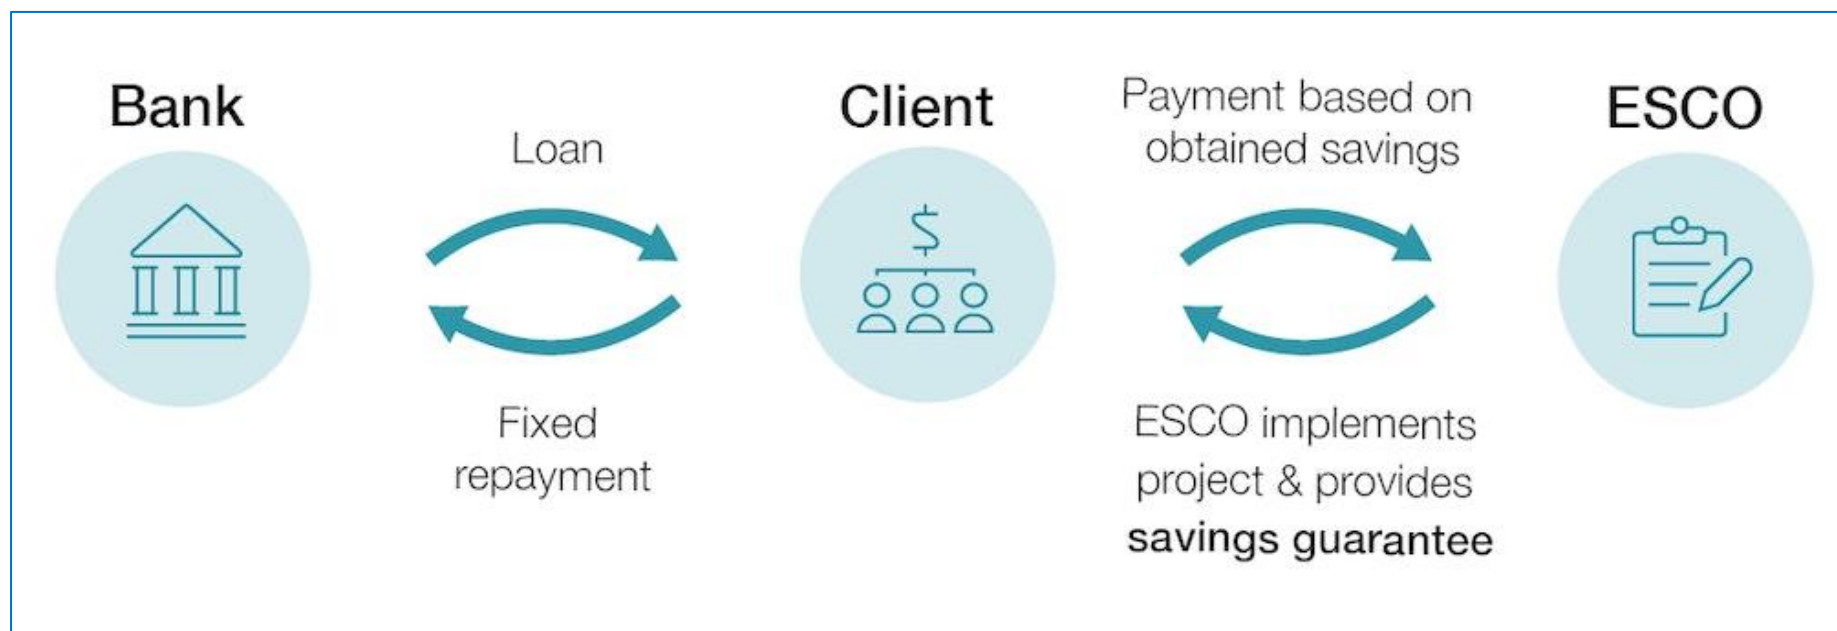 Bank
Loan
Fixed
repayment
Client
Payment based on
obtained savings
ESCO implements
project & provides
savings guarantee
ESCO